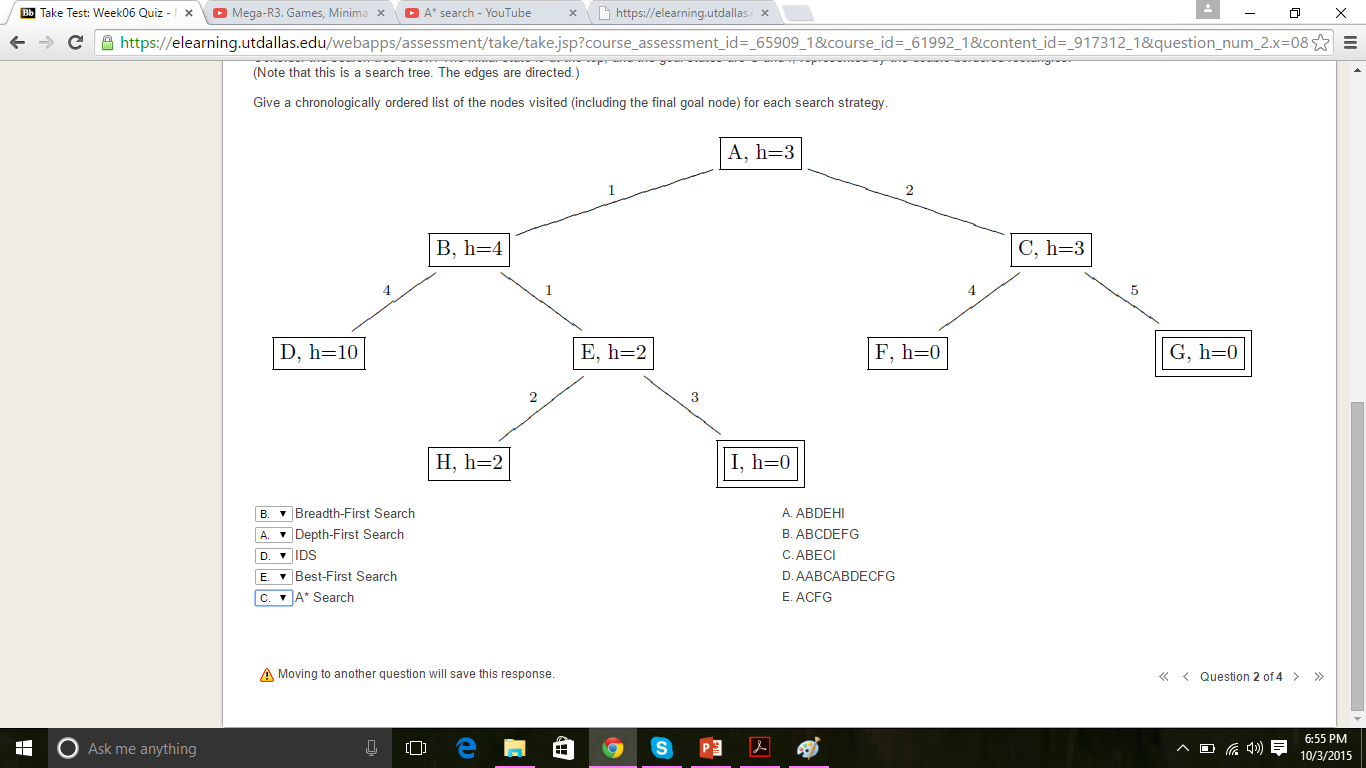 Take Test: Week06 Quiz -
Mega-R3. Games, Minima
A* search - YouTube
https://elearning.utdallas.
https://elearning.utdallas.edu/webapps/assessment/take/take.jsp?course_assessment_id=_65909_1&course_id=_61992_1&content_id=_917312_1&question_num_2.x=08
(Note that this is a search tree. The edges are directed.)
Give a chronologically ordered list of the nodes visited (including the final goal node) for each search strategy.
A, h=3
1 2
B, h=4 C, h=3
4 1 4 5
D, h=10 E, h=2 F, h=0 G, h=0
2 3
H, h=2 I, h=0
B. Breadth-First Search A. ABDEHI
A. Depth-First Search B. ABCDEFG
D. IDS C. ABECI
E. Best-First Search D. AABCABDECFG
C. A* Search E. ACFG
Moving to another question will save this response. Question 2 of 4
Ask me anything
6:55 PM
10/3/2015